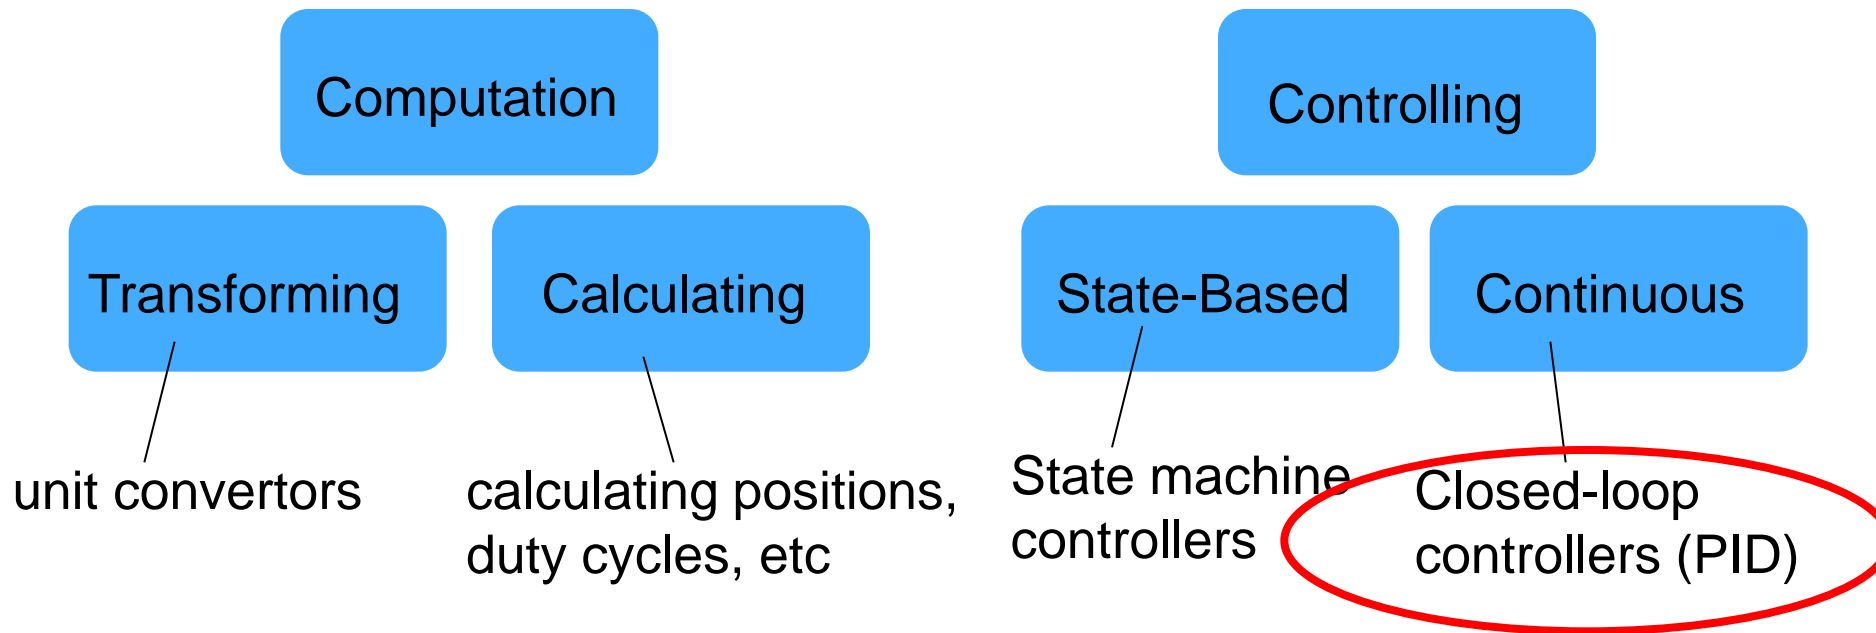 Computation
Controlling
Transforming
Calculating
State-Based
Continuous
unit convertors
calculating positions,
duty cycles, etc
State machine
controllers
Closed-loop
controllers (PID)